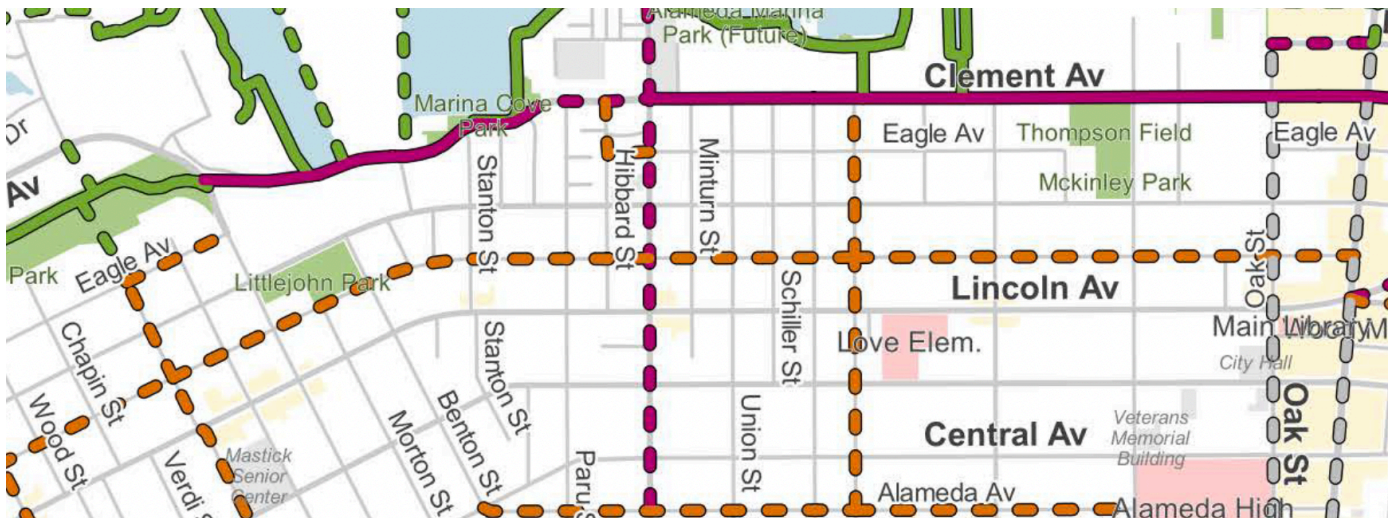 Alameda Marina
Park (Future)
Clement Av
Marina Cove
Park
Eagle Av
Thompson Field
Eagle Av
Dr
Mckinley Park
Av
Stanton St
Hibbard St
Minturn St
Park
Eagle Av
Littlejohn Park
Oak St
Lincoln Av
Schiller St
Main Library
Love Elem.
City Hall
Chapin St
Stanton St
Wood St
Benton St
Morton St
Union St
Central Av
Veterans
Memorial
Building
Oak St
Mastick
Senior
Center
Verdi S
Paru S
Alameda Av
Alameda High